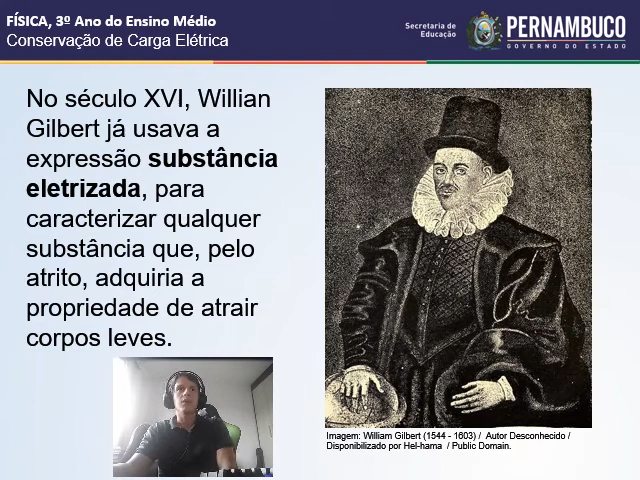 FÍSICA, 3º Ano do Ensino Médio
Conservação de Carga Elétrica
Secretaria de
Educação
PERNAMBUCO
GOVERNO DO ESTADO
No século XVI, Willian
Gilbert já usava a
expressão substância
eletrizada, para
caracterizar qualquer
substância que, pelo
atrito, adquiria a
propriedade de atrair
corpos leves.
Imagem: William Gilbert (1544 - 1603) / Autor Desconhecido /
Disponibilizado por Hel-hama / Public Domain.